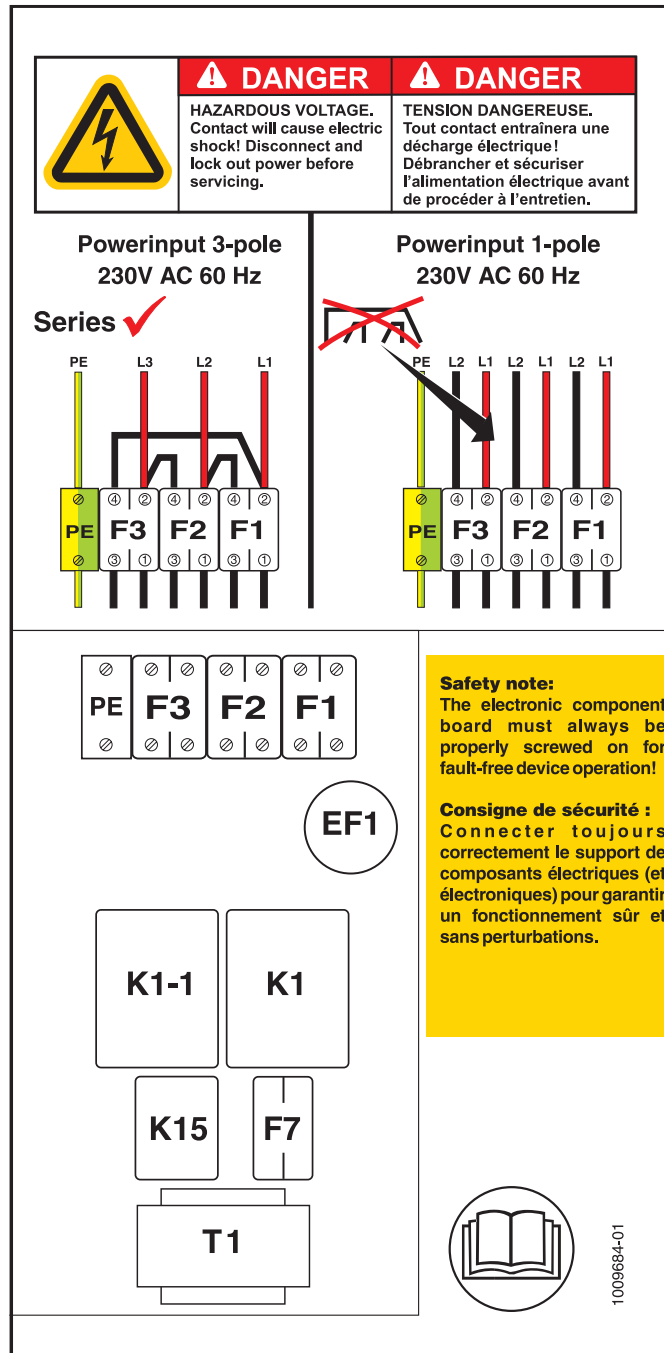 DANGER
HAZARDOUS VOLTAGE.
Contact will cause electric
shock! Disconnect and
lock out power before
servicing.
DANGER
TENSION DANGEREUSE.
Tout contact entraînera une
décharge électrique!
Débrancher et sécuriser
l'alimentation électrique avant
de procéder à l'entretien.
Powerinput 3-pole
230V AC 60 Hz
Series
PE L3 L2 L1
④ ② ④ ② ④ ②
PE F3 F2 F1
③ ① ③ ① ③ ①
Powerinput 1-pole
230V AC 60 Hz
PE L2 L1 L2 L1 L2 L1
④ ② ④ ② ④ ②
PE F3 F2 F1
③ ① ③ ① ③ ①
PE F3 F2 F1
EF1
K1-1 K1
K15 F7
T1
Safety note:
The electronic component
board must always be
properly screwed on for
fault-free device operation!
Consigne de sécurité :
Connecter toujours
correctement le support de
composants électriques (et
électroniques) pour garantir
un fonctionnement sûr et
sans perturbations.
1009684-01